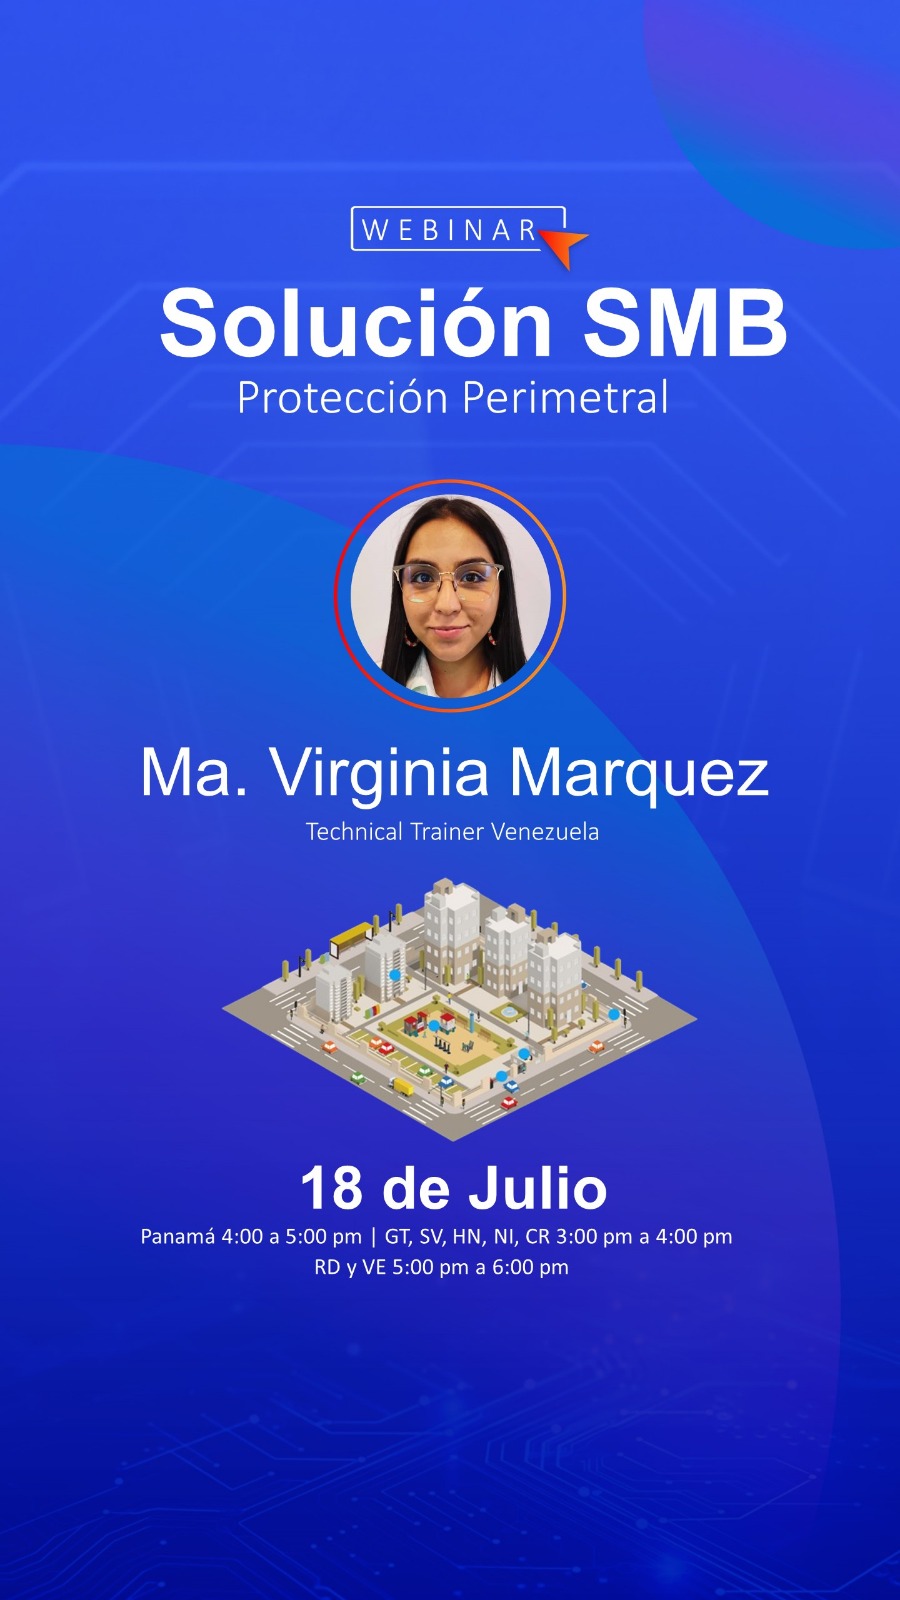 WEBINAR
Solución SMB
Protección Perimetral
Ma. Virginia Marquez
Technical Trainer Venezuela
18 de Julio
Panamá 4:00 a 5:00 pm | GT, SV, HN, NI, CR 3:00 pm a 4:00 pm
RD y VE 5:00 pm a 6:00 pm